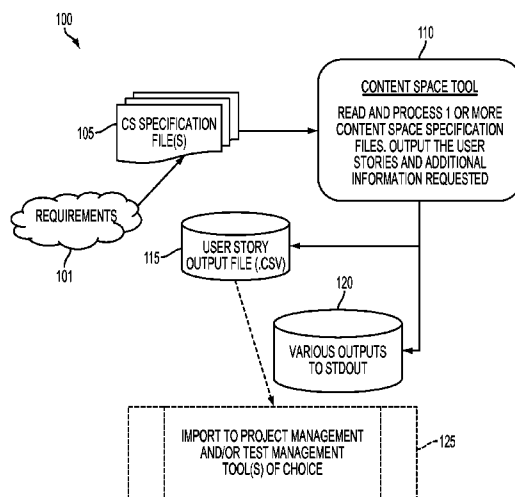 100
110
CONTENT SPACE TOOL
READ AND PROCESS 1 OR MORE
CONTENT SPACE SPECIFICATION
FILES. OUTPUT THE USER
STORIES AND ADDITIONAL
INFORMATION REQUESTED
105
CS SPECIFICATION
FILE(S)
REQUIREMENTS
101
115
USER STORY
OUTPUT FILE (.CSV)
120
VARIOUS OUTPUTS
TO STDOUT
IMPORT TO PROJECT MANAGEMENT
AND/OR TEST MANAGEMENT
TOOL(S) OF CHOICE
125